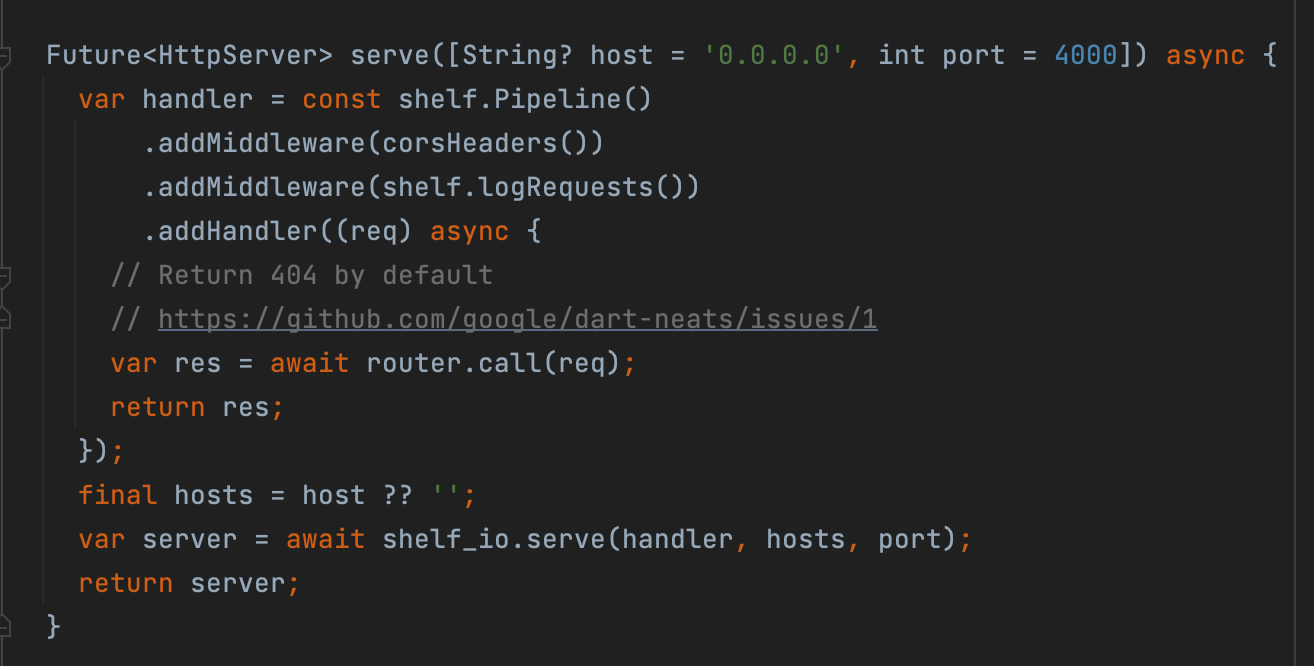 Future<HttpServer> serve([String? host = '0.0.0.0', int port = 4000]) async {
  var handler = const shelf.Pipeline()
      .addMiddleware(corsHeaders())
      .addMiddleware(shelf.logRequests())
      .addHandler((req) async {
    // Return 404 by default
    // https://github.com/google/dart-neats/issues/1
    var res = await router.call(req);
    return res;
  });
  final hosts = host ?? '';
  var server = await shelf_io.serve(handler, hosts, port);
  return server;
}